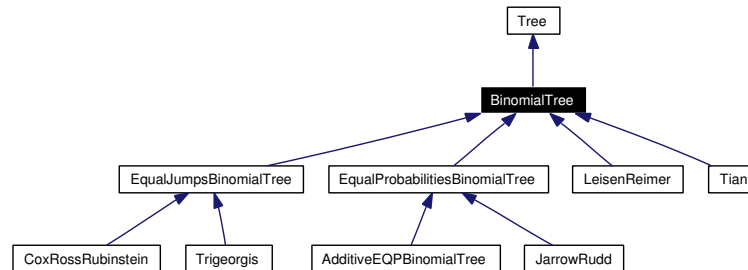 Tree
BinomialTree
EqualJumpsBinomialTree
EqualProbabilitiesBinomialTree
LeisenReimer
Tian
CoxRossRubinstein
Trigeorgis
AdditiveEQPBinomialTree
JarrowRudd